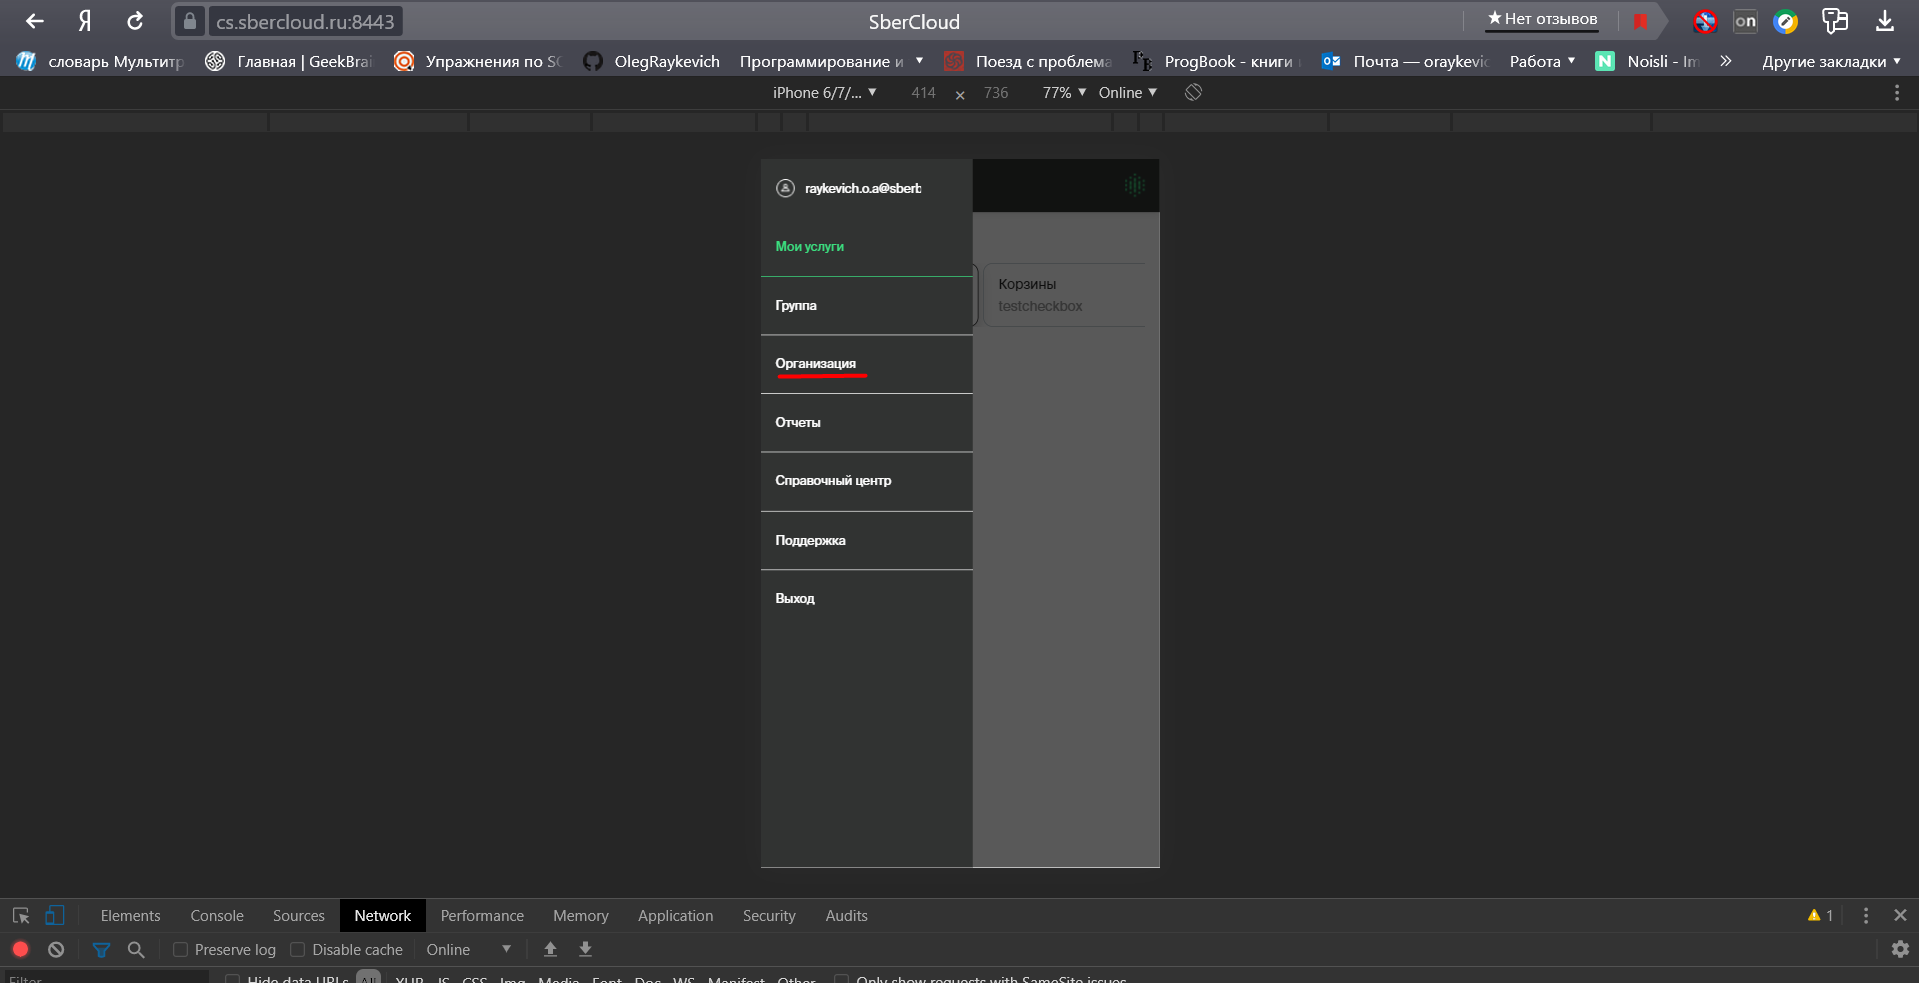 Я cs.sbercloud.ru:8443 SberCloud ★Нет отзывов on
словарь Мультитр Главная | GeekBrai Упражнения по SC OlegRaykevich Программирование и Поезд с проблема ProgBook - книги Почта — oraykevic Работа N Noisli - Im » Другие закладки
iPhone 6/7/... 414 × 736 77% Online
raykevich.o.a@sberb
Мои услуги
Группа
Организация
Отчеты
Справочный центр
Поддержка
Выход
Корзины
testcheckbox
Elements Console Sources Network Performance Memory Application Security Audits 1
Preserve log Disable cache Online
Filter Hide data URLs All XHR JS CSS Img Media Font Doc WS Manifest Other Only show requests with SameSite issues